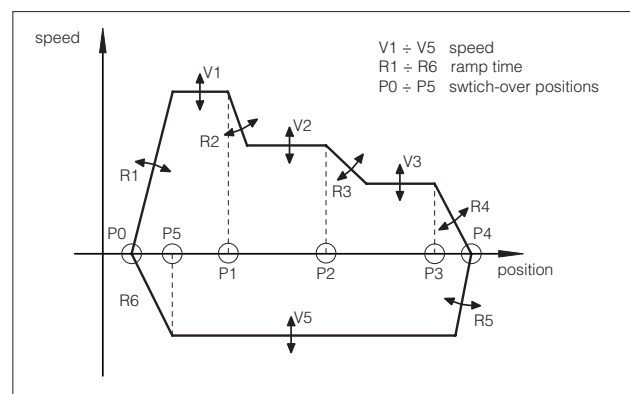 speed
V1 ÷ V5 speed
R1 ÷ R6 ramp time
P0 ÷ P5 swtich-over positions
V1
R2
V2
R1
R3
V3
R4
P0
P5
P4
P1
P2
P3
position
R6
V5
R5